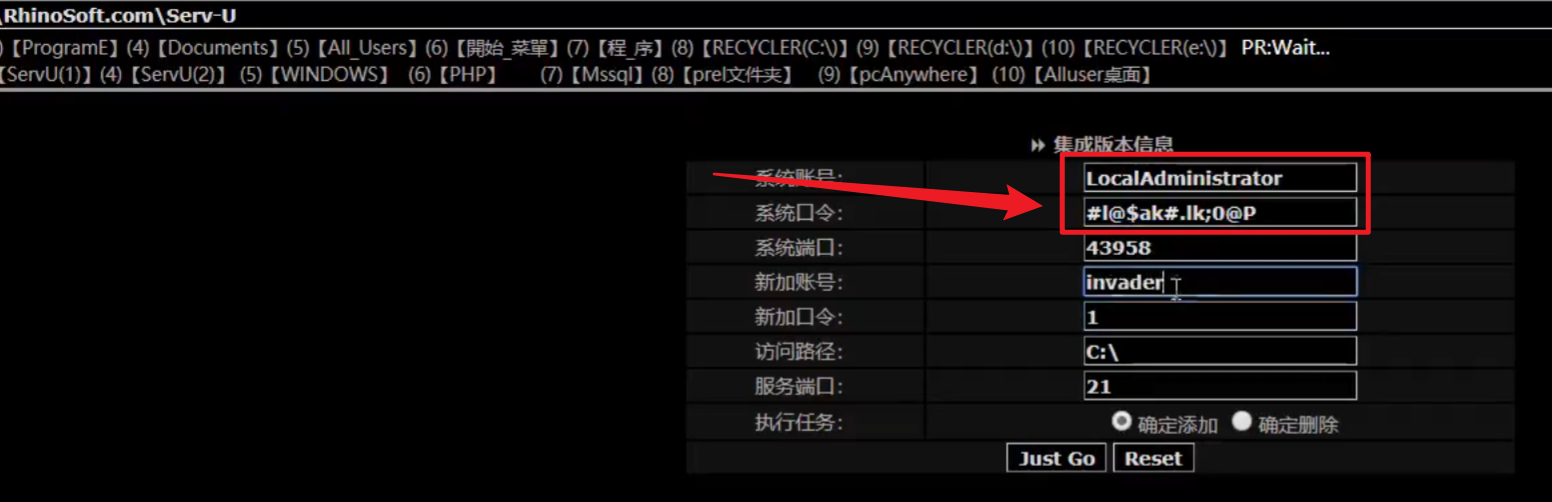 \RhinoSoft.com\Serv-U
)【ProgramE】(4)【Documents】(5)【All_Users】(6)【開始_菜單】(7)【程_序】(8)【RECYCLER(C:\)】(9)【RECYCLER(d:\)】(10)【RECYCLER(e:\)】 PR:Wait...
【ServU(1)】(4)【ServU(2)】 (5)【WINDOWS】 (6)【PHP】 (7)【Mssql】(8)【prel文件夹】 (9)【pcAnywhere】 (10)【Alluser桌面】
集成版本信息
系统账号: LocalAdministrator
系统口令: #l@$ak#.lk;0@P
系统端口: 43958
新加账号: invader
新加口令: 1
访问路径: C:\
服务端口: 21
执行任务: 确定添加 确定删除
Just Go Reset